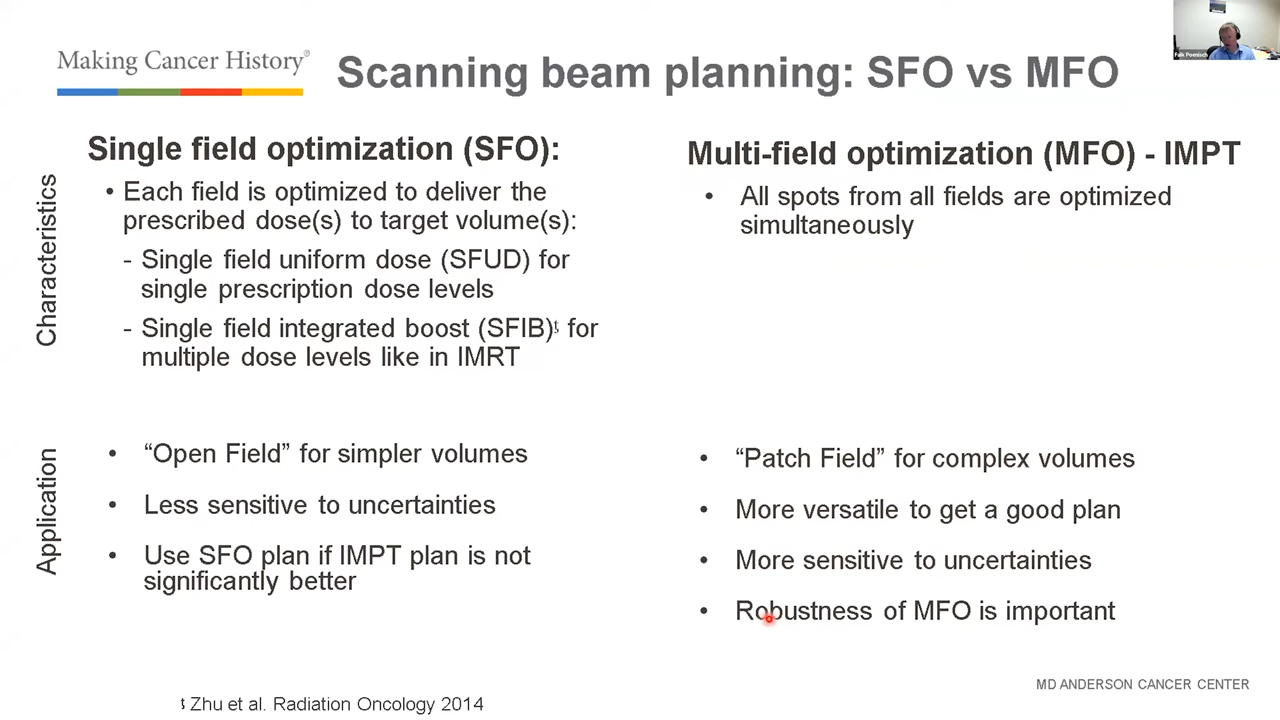 Making Cancer History®
Scanning beam planning: SFO vs MFO
Falk Poenisch
Single field optimization (SFO):
Characteristics
• Each field is optimized to deliver the
prescribed dose(s) to target volume(s):
- Single field uniform dose (SFUD) for
single prescription dose levels
- Single field integrated boost (SFIB)ᶘ for
multiple dose levels like in IMRT
Multi-field optimization (MFO) - IMPT
• All spots from all fields are optimized
simultaneously
Application
• “Open Field” for simpler volumes
• Less sensitive to uncertainties
• Use SFO plan if IMPT plan is not
significantly better
• “Patch Field” for complex volumes
• More versatile to get a good plan
• More sensitive to uncertainties
• Robustness of MFO is important
Zhu et al. Radiation Oncology 2014
MD ANDERSON CANCER CENTER